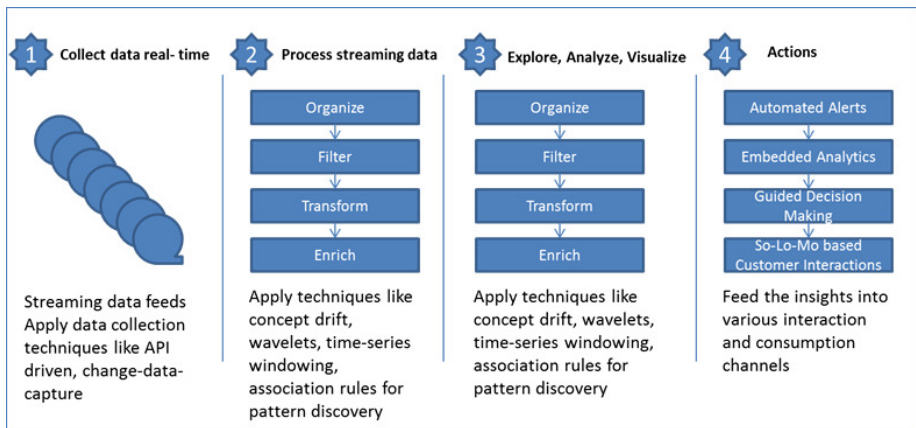 1 Collect data real- time
Streaming data feeds
Apply data collection
techniques like API
driven, change-data-
capture
2 Process streaming data
Organize
Filter
Transform
Enrich
Apply techniques like
concept drift,
wavelets, time-series
windowing,
association rules for
pattern discovery
3 Explore, Analyze, Visualize
Organize
Filter
Transform
Enrich
Apply techniques like
concept drift, wavelets,
time-series windowing,
association rules for
pattern discovery
4 Actions
Automated Alerts
Embedded Analytics
Guided Decision
Making
So-Lo-Mo based
Customer Interactions
Feed the insights into
various interaction
and consumption
channels